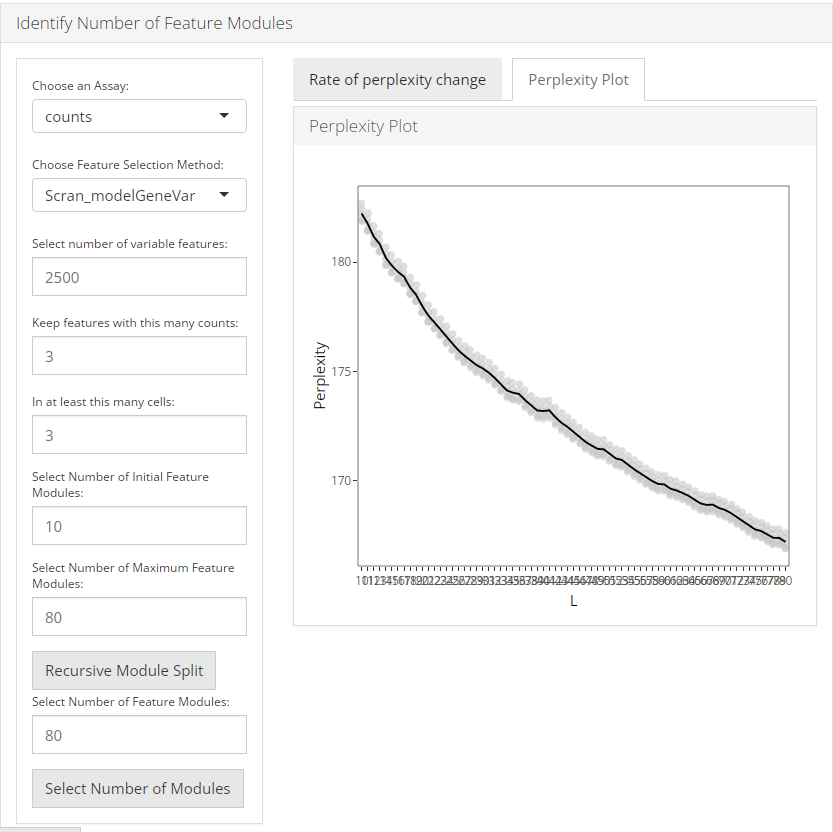 Identify Number of Feature Modules
Choose an Assay:
counts
Choose Feature Selection Method:
Scran_modelGeneVar
Select number of variable features:
2500
Keep features with this many counts:
3
In at least this many cells:
3
Select Number of Initial Feature
Modules:
10
Select Number of Maximum Feature
Modules:
80
Recursive Module Split
Select Number of Feature Modules:
80
Select Number of Modules
Rate of perplexity change
Perplexity Plot
Perplexity Plot
Perplexity
180
175
170
L